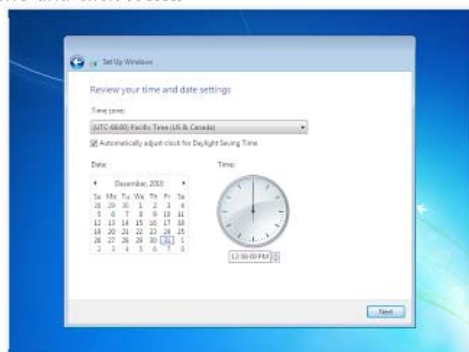 Set Up Windows
Review your time and date settings
Time zone:
(UTC-08:00) Pacific Time (US & Canada)
Automatically adjust clock for Daylight Saving Time
Date: Time:
December, 2010
Su Mo Tu We Th Fr Sa
28 29 30 1 2 3 4
5 6 7 8 9 10 11
12 13 14 15 16 17 18
19 20 21 22 23 24 25
26 27 28 29 30 31 1
2 3 4 5 6 7 8
12:00:00 PM
Next